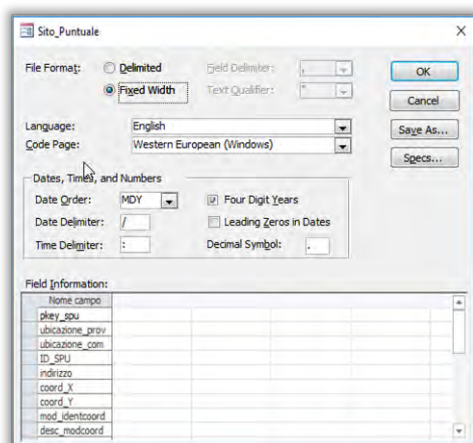 Sito_Puntuale
File Format: Delimited Field Delimiter: ,
Fixed Width Text Qualifier: "
OK
Cancel
Language: English
Save As...
Code Page: Western European (Windows)
Specs...
Dates, Times, and Numbers
Date Order: MDY Four Digit Years
Date Delimiter: / Leading Zeros in Dates
Time Delimiter: : Decimal Symbol: .
Field Information:
Nome campo
pkey_spu
ubicazione_prov
ubicazione_com
ID_SPU
indirizzo
coord_X
coord_Y
mod_identcoord
desc_modcoord